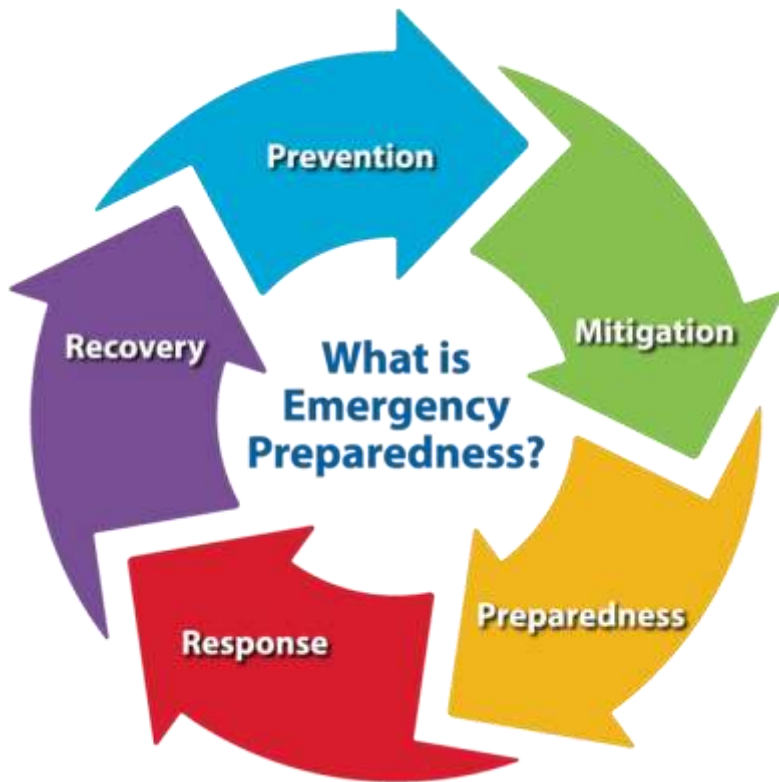 Prevention
Mitigation
Recovery
What is
Emergency
Preparedness?
Preparedness
Response